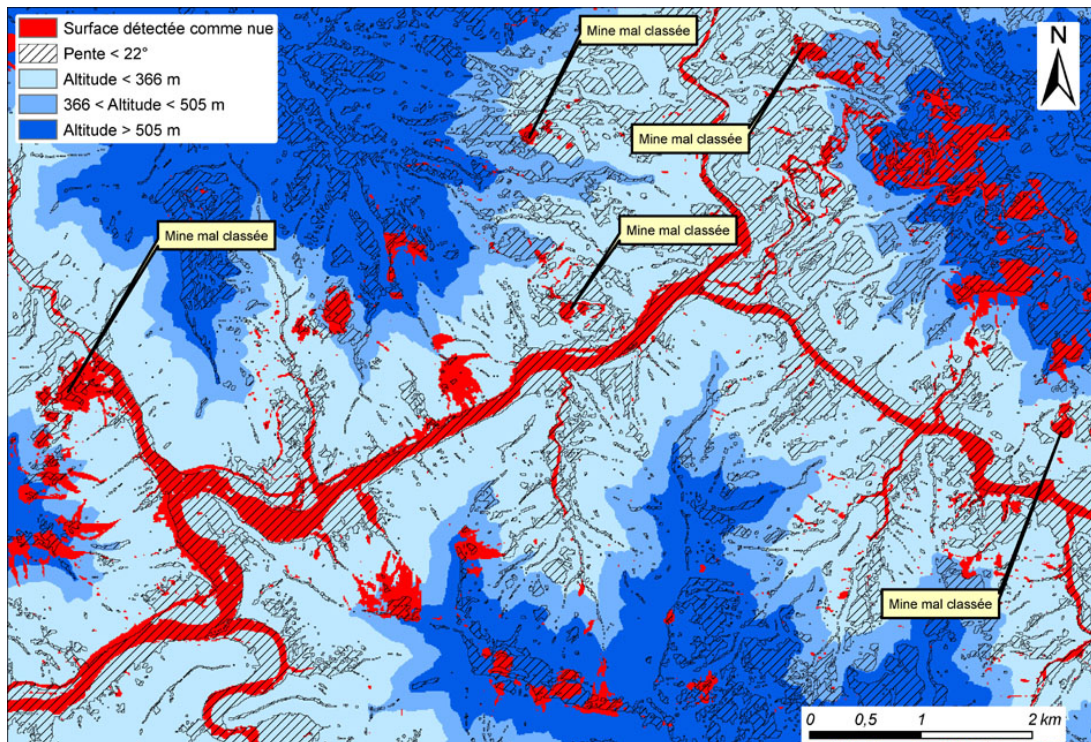 Surface détectée comme nue
Pente < 22°
Altitude < 366 m
366 < Altitude < 505 m
Altitude > 505 m
Mine mal classée
N
Mine mal classée
Mine mal classée
Mine mal classée
Mine mal classée
0 0,5 1 2 km